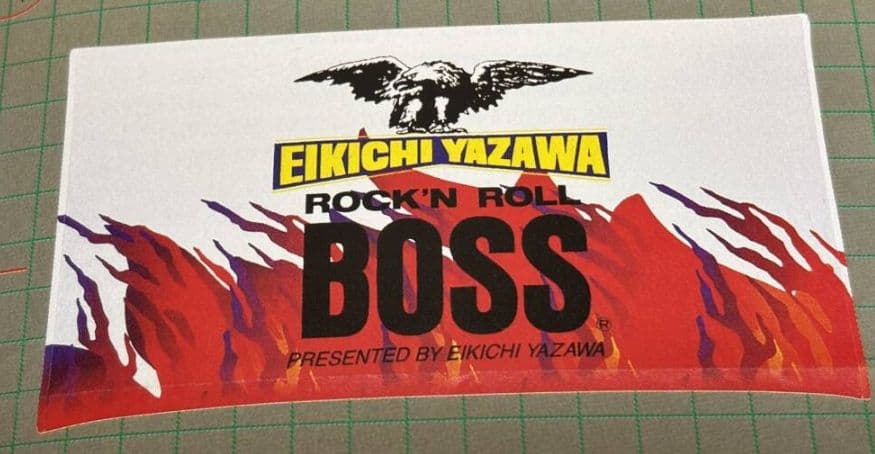 EIKICHI YAZAWA
ROCK'N ROLL
BOSS®
PRESENTED BY EIKICHI YAZAWA